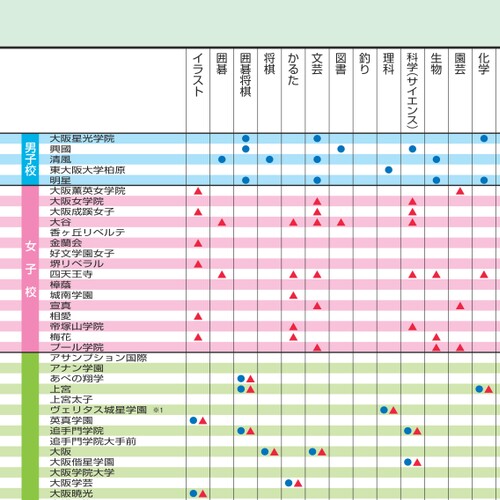 イラスト
囲碁
囲碁将棋
将棋
かるた
文芸
図書
釣り
理科
科学(サイエンス)
生物
園芸
化学
男子校
大阪星光学院
興國
清風
東大阪大学柏原
明星
女子校
大阪薫英女学院
大阪女学院
大阪成蹊女子
大谷
香ヶ丘リベルテ
金蘭会
好文学園女子
堺リベラル
四天王寺
樟蔭
城南学園
宣真
相愛
帝塚山学院
梅花
プール学院
アサンプション国際
アナン学園
あべの翔学
上宮
上宮太子
ヴェリタス城星学園 ※1
英真学園
追手門学院
追手門学院大手前
大阪
大阪偕星学園
大阪学院大学
大阪学芸
大阪暁光